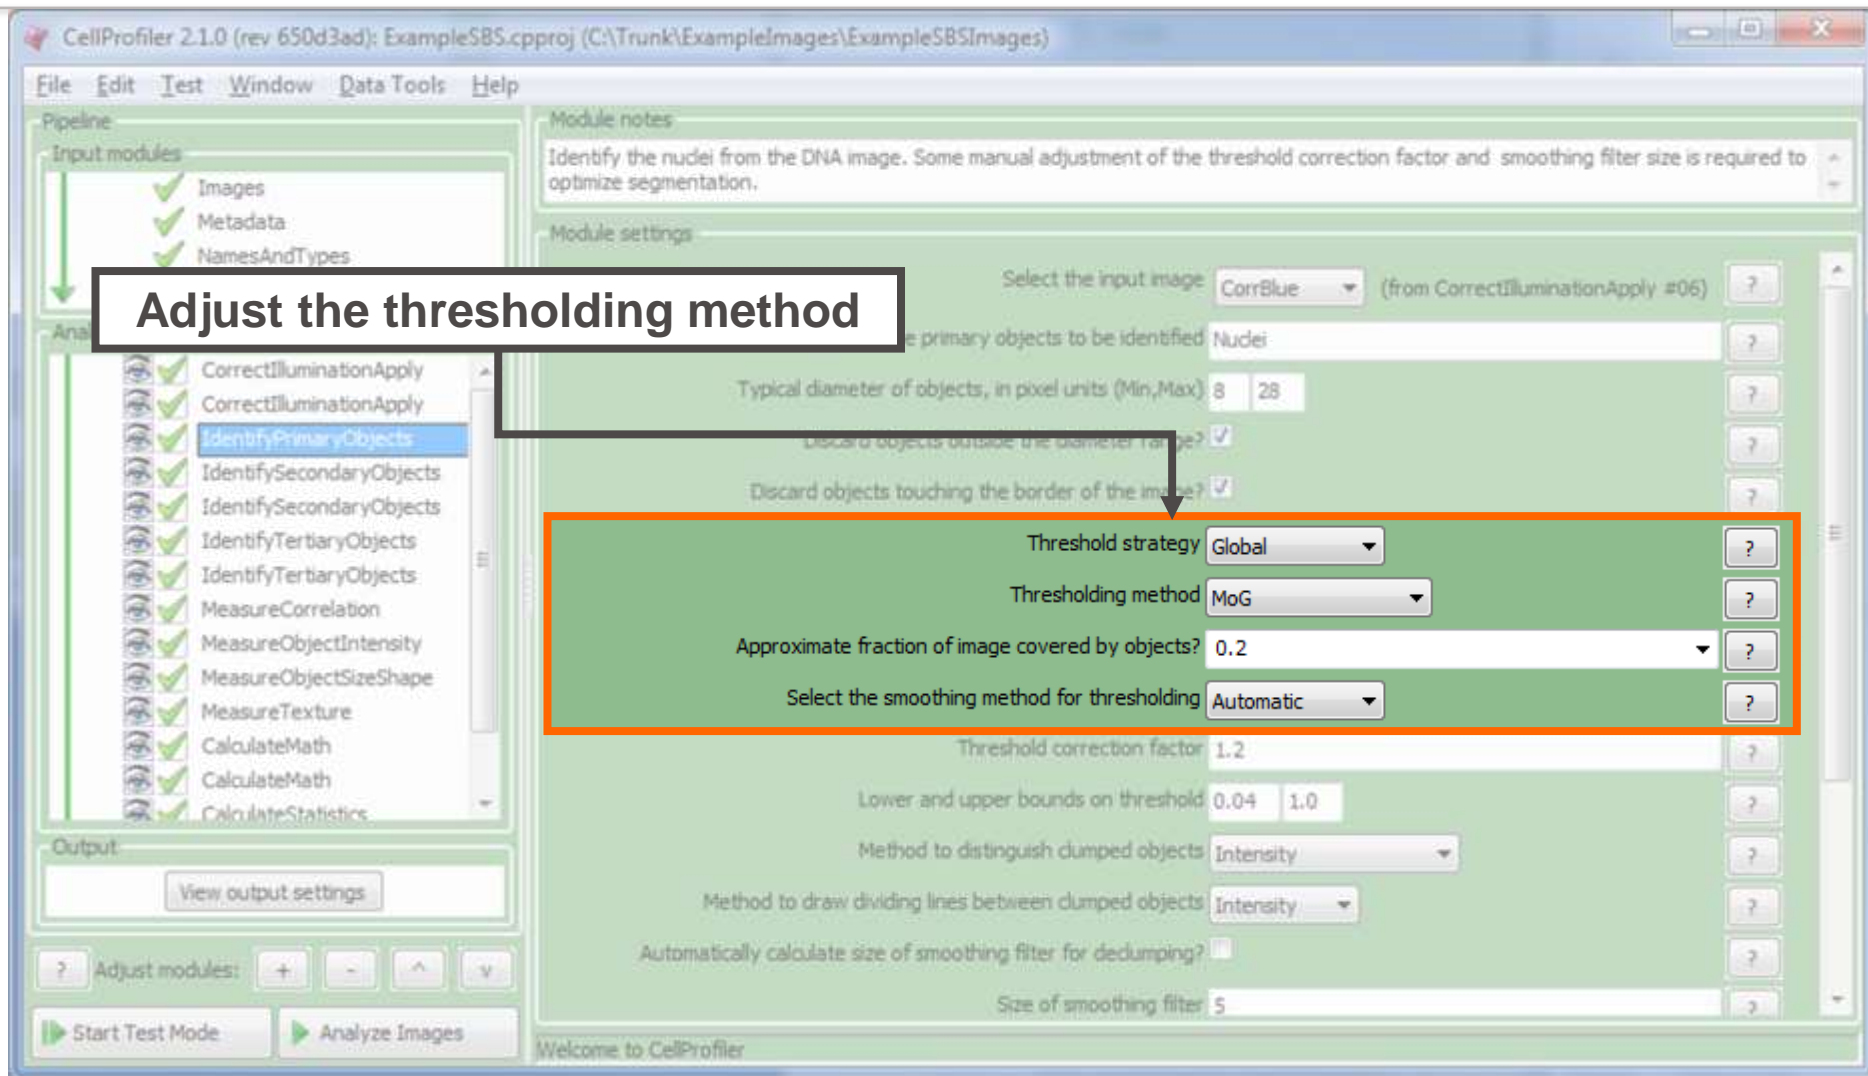 CellProfiler 2.1.0 (rev 650d3ad): ExampleSBS.cpproj (C:\Trunk\ExampleImages\ExampleSBSImages)
File Edit Test Window Data Tools Help
Pipeline
Input modules
Images
Metadata
NamesAndTypes
Adjust the thresholding method
Anal
CorrectIlluminationApply
CorrectIlluminationApply
IdentifyPrimaryObjects
IdentifySecondaryObjects
IdentifySecondaryObjects
IdentifyTertiaryObjects
IdentifyTertiaryObjects
MeasureCorrelation
MeasureObjectIntensity
MeasureObjectSizeShape
MeasureTexture
CalculateMath
CalculateMath
CalculateStatistics
Output
View output settings
? Adjust modules: + - ^ v
Start Test Mode Analyze Images
Module notes
Identify the nuclei from the DNA image. Some manual adjustment of the threshold correction factor and smoothing filter size is required to
optimize segmentation.
Module settings
Select the input image CorrBlue (from CorrectIlluminationApply #06) ?
e primary objects to be identified Nuclei ?
Typical diameter of objects, in pixel units (Min,Max) 8 28 ?
Discard objects outside the diameter range? ?
Discard objects touching the border of the image? ?
Threshold strategy Global ?
Thresholding method MoG ?
Approximate fraction of image covered by objects? 0.2 ?
Select the smoothing method for thresholding Automatic ?
Threshold correction factor 1.2 ?
Lower and upper bounds on threshold 0.04 1.0 ?
Method to distinguish clumped objects Intensity ?
Method to draw dividing lines between clumped objects Intensity ?
Automatically calculate size of smoothing filter for declumping? ?
Size of smoothing filter 5 ?
Welcome to CellProfiler